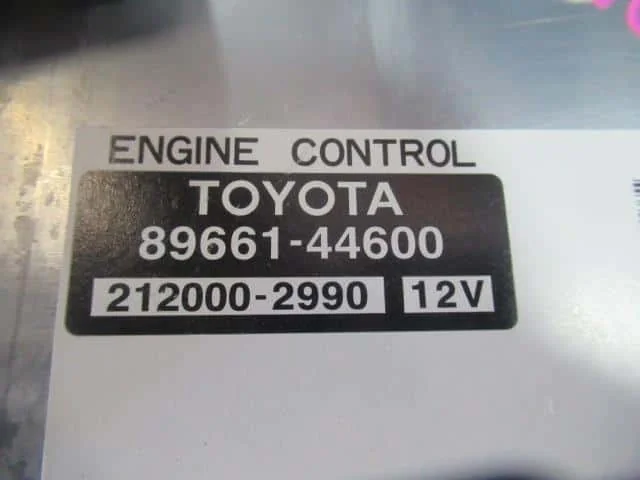 ENGINE CONTROL
TOYOTA
89661-44600
212000-2990 12V